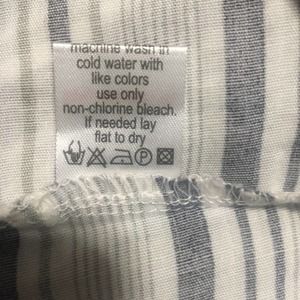 machine wash in
cold water with
like colors
use only
non-chlorine bleach.
If needed lay
flat to dry
P